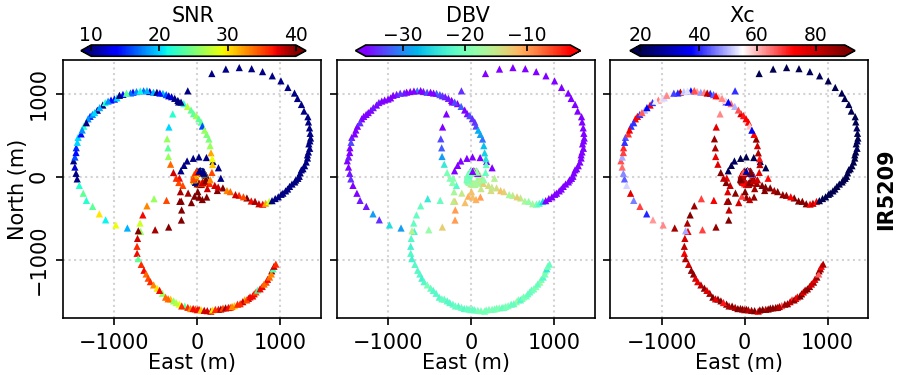 SNR DBV Xc
10 20 30 40 −30 −20 −10 20 40 60 80
1000
0
−1000
North (m)
IR5209
−1000 0 1000 −1000 0 1000 −1000 0 1000
East (m) East (m) East (m)